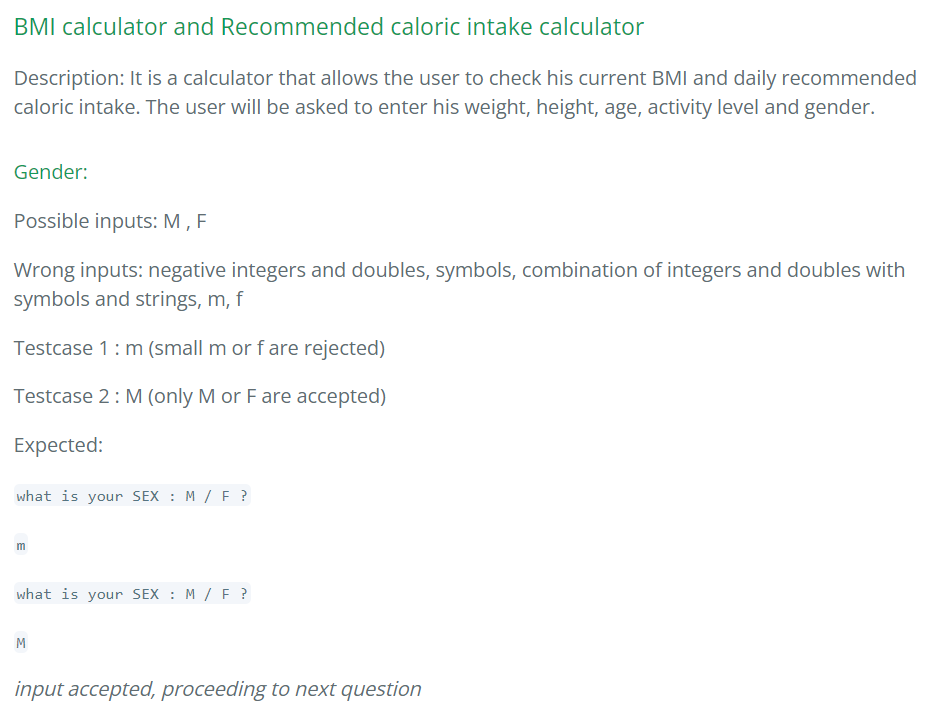 BMI calculator and Recommended caloric intake calculator
Description: It is a calculator that allows the user to check his current BMI and daily recommended
caloric intake. The user will be asked to enter his weight, height, age, activity level and gender.
Gender:
Possible inputs: M , F
Wrong inputs: negative integers and doubles, symbols, combination of integers and doubles with
symbols and strings, m, f
Testcase 1 : m (small m or f are rejected)
Testcase 2 : M (only M or F are accepted)
Expected:
what is your SEX : M / F ?
m
what is your SEX : M / F ?
M
input accepted, proceeding to next question